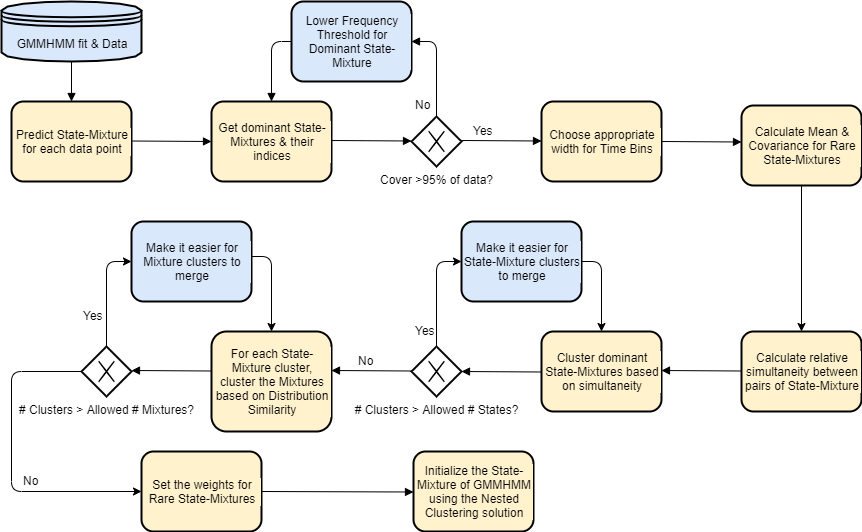 GMMHMM fit & Data
Lower Frequency
Threshold for
Dominant State-
Mixture
No
Predict State-Mixture
for each data point
Get dominant State-
Mixtures & their
indices
Yes
Cover >95% of data?
Choose appropriate
width for Time Bins
Calculate Mean &
Covariance for Rare
State-Mixtures
Calculate relative
simultaneity between
pairs of State-Mixture
Cluster dominant
State-Mixtures based
on simultaneity
Make it easier for
State-Mixture clusters
to merge
Yes
No
# Clusters > Allowed # States?
For each State-
Mixture cluster,
cluster the Mixtures
based on Distribution
Similarity
Make it easier for
Mixture clusters to
merge
Yes
# Clusters > Allowed # Mixtures?
No
Set the weights for
Rare State-Mixtures
Initialize the State-
Mixture of GMMHMM
using the Nested
Clustering solution